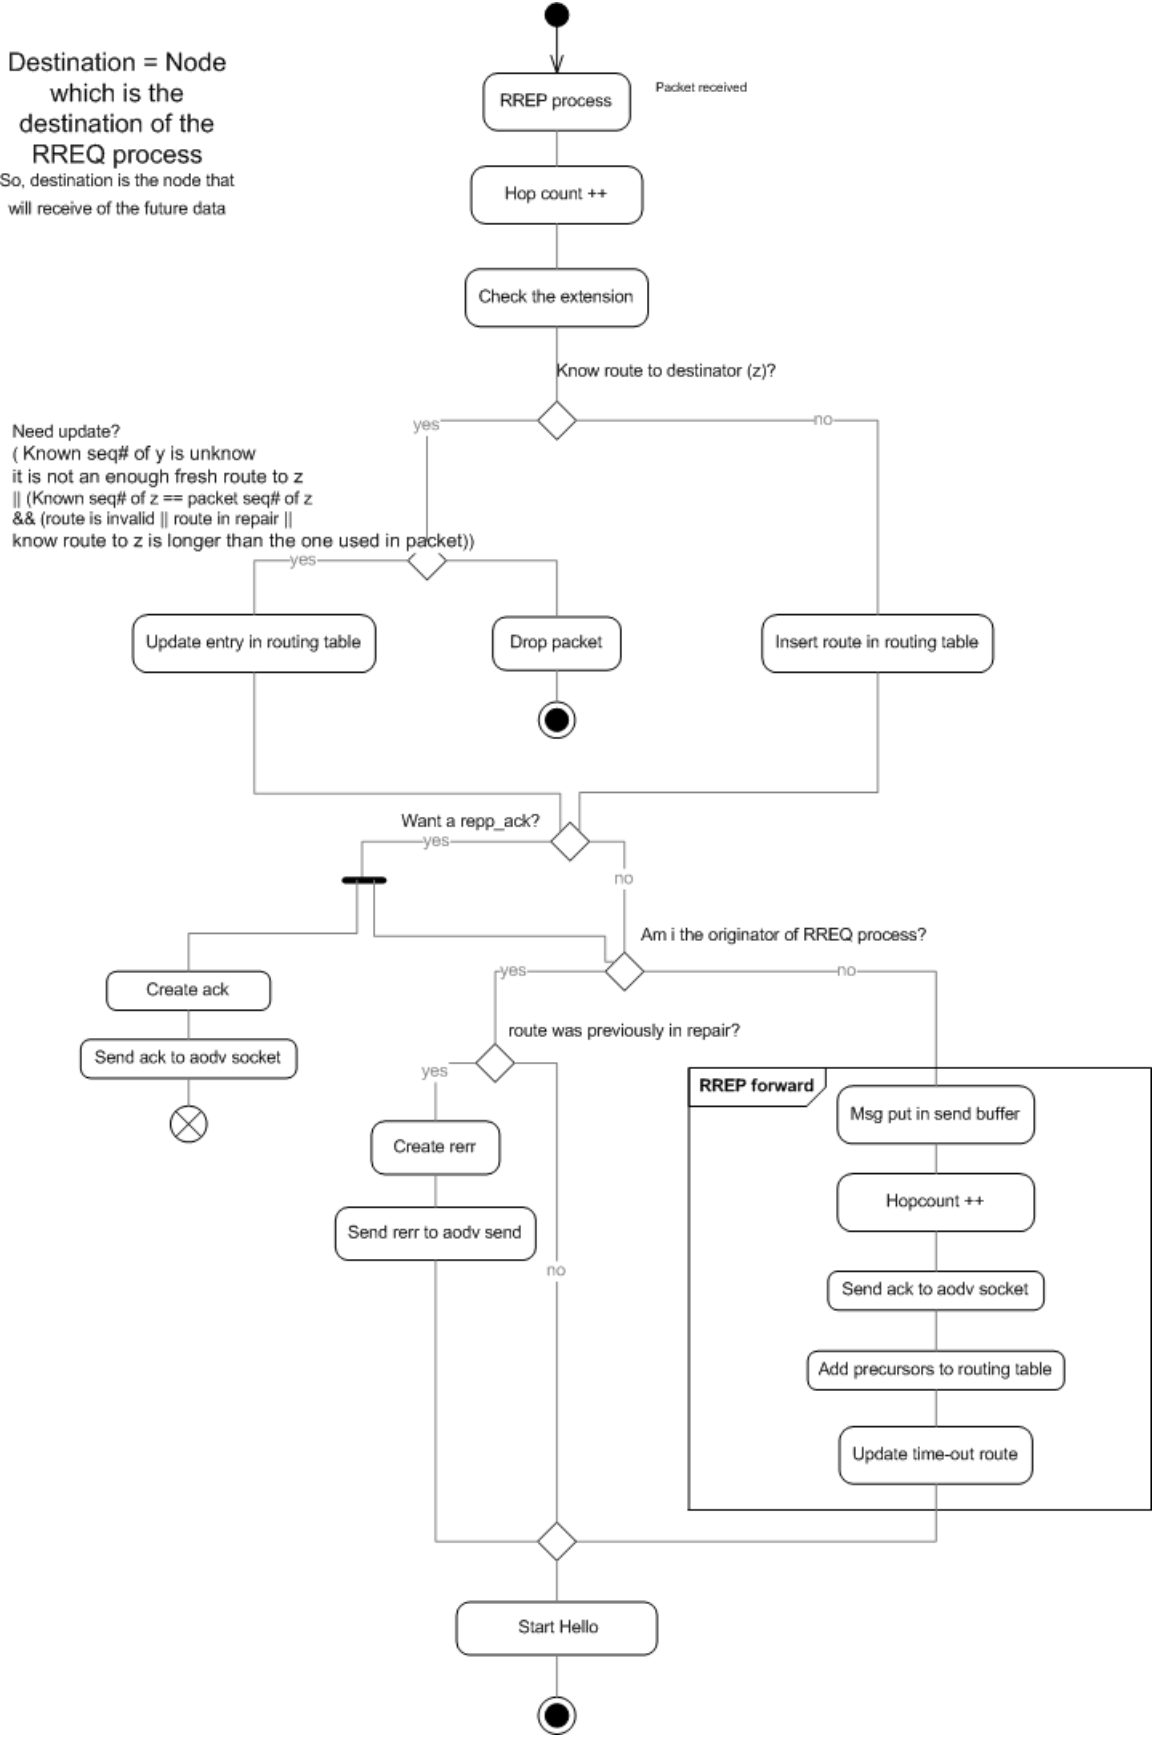 Destination = Node
which is the
destination of the
RREQ process
So, destination is the node that
will receive of the future data
RREP process
Packet received
Hop count ++
Check the extension
Know route to destinator (z)?
yes
no
Need update?
( Known seq# of y is unknow
it is not an enough fresh route to z
|| (Known seq# of z == packet seq# of z
&& (route is invalid || route in repair ||
know route to z is longer than the one used in packet))
yes
Update entry in routing table
Drop packet
Insert route in routing table
Want a repp_ack?
yes
no
Am i the originator of RREQ process?
yes
no
Create ack
Send ack to aodv socket
route was previously in repair?
yes
no
Create rerr
Send rerr to aodv send
RREP forward
Msg put in send buffer
Hopcount ++
Send ack to aodv socket
Add precursors to routing table
Update time-out route
Start Hello